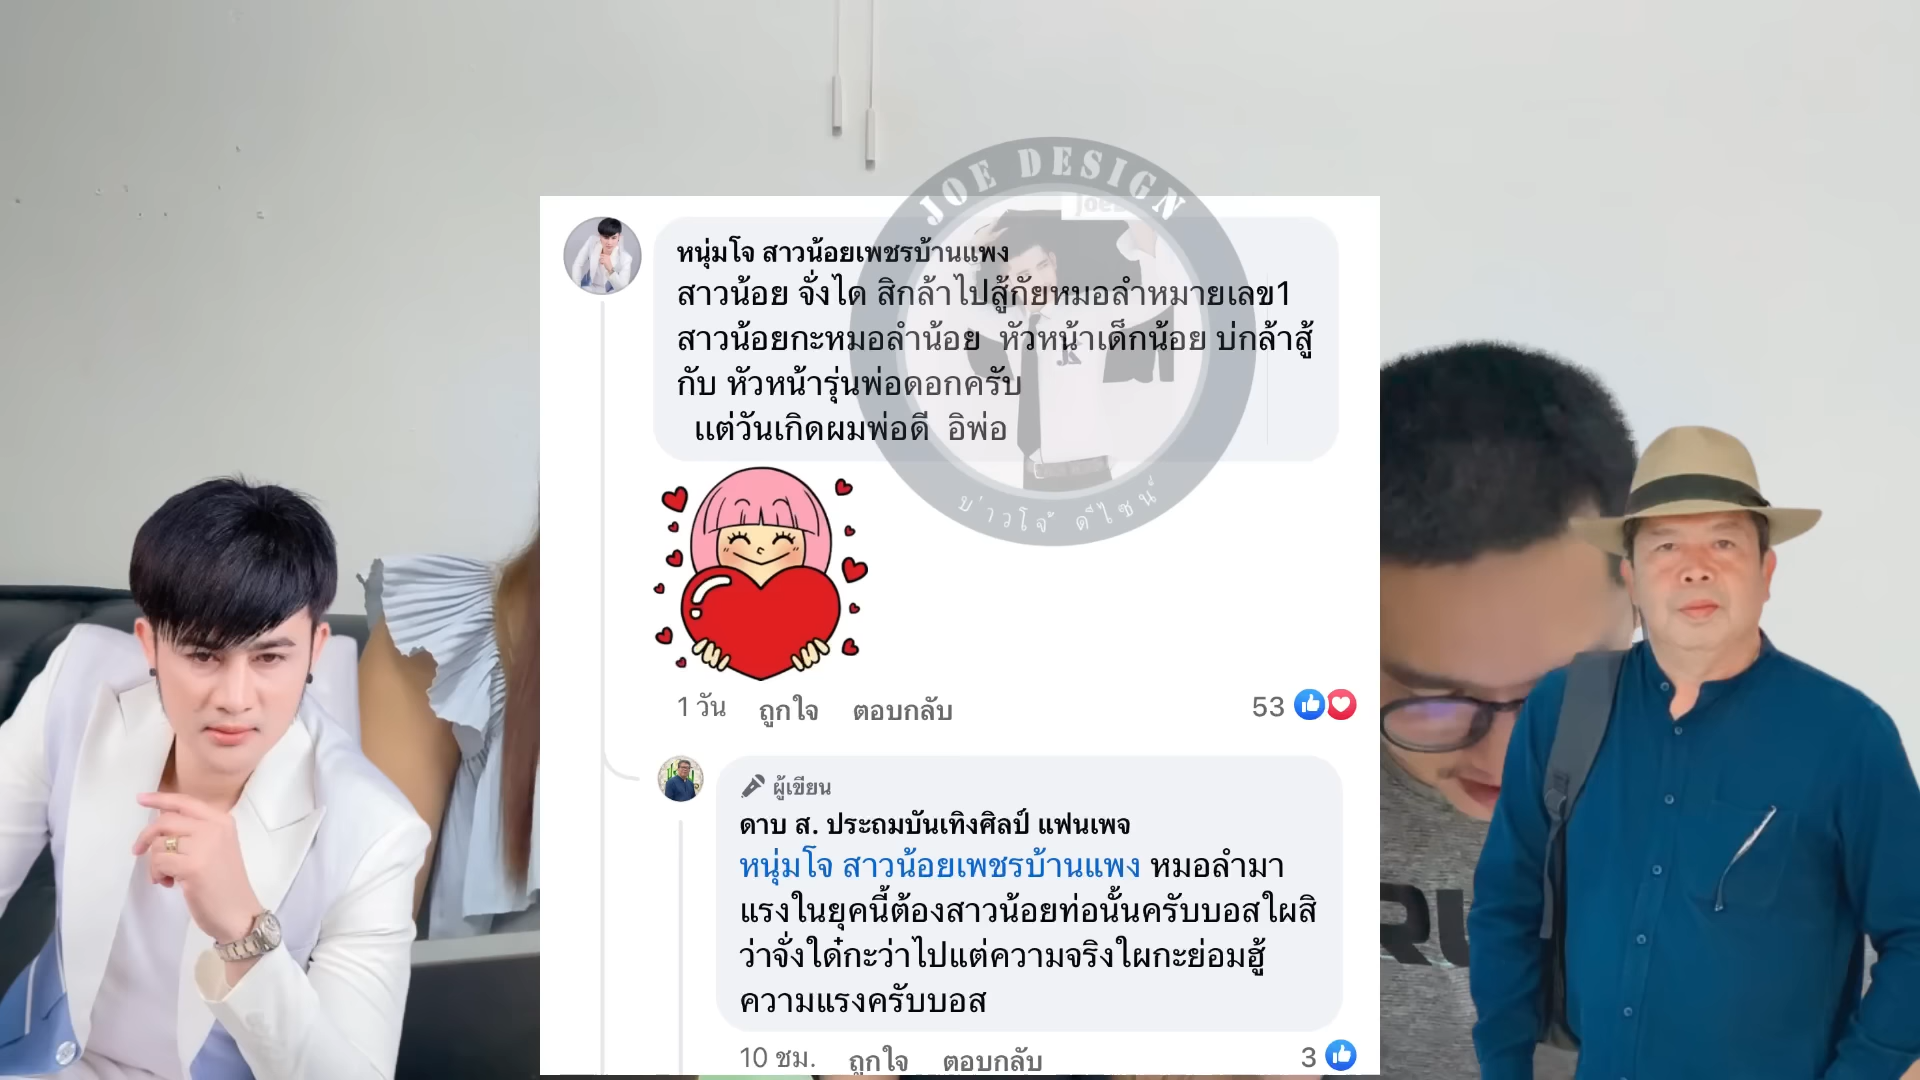 JOE DESIGN
หนุ่มโจ สาวน้อยเพชรบ้านแพง
สาวน้อย จั่งได สิกล้าไปสู้กัยหมอลำหมายเลข1
สาวน้อยกะหมอลำน้อย หัวหน้าเด็กน้อย บ่กล้าสู้
กับ หัวหน้ารุ่นพ่อดอกครับ
แต่วันเกิดผมพ่อดี อิพ่อ
บ่าวโจ้ ดีไซน์
1 วัน ถูกใจ ตอบกลับ 53
ผู้เขียน
ดาบ ส. ประถมบันเทิงศิลป์ แฟนเพจ
หนุ่มโจ สาวน้อยเพชรบ้านแพง หมอลำมา
แรงในยุคนี้ต้องสาวน้อยท่อนั้นครับบอสใผสิ
ว่าจั่งใด๋กะว่าไปแต่ความจริงใผกะย่อมฮู้
ความแรงครับบอส
10 ชม. ถูกใจ ตอบกลับ 3